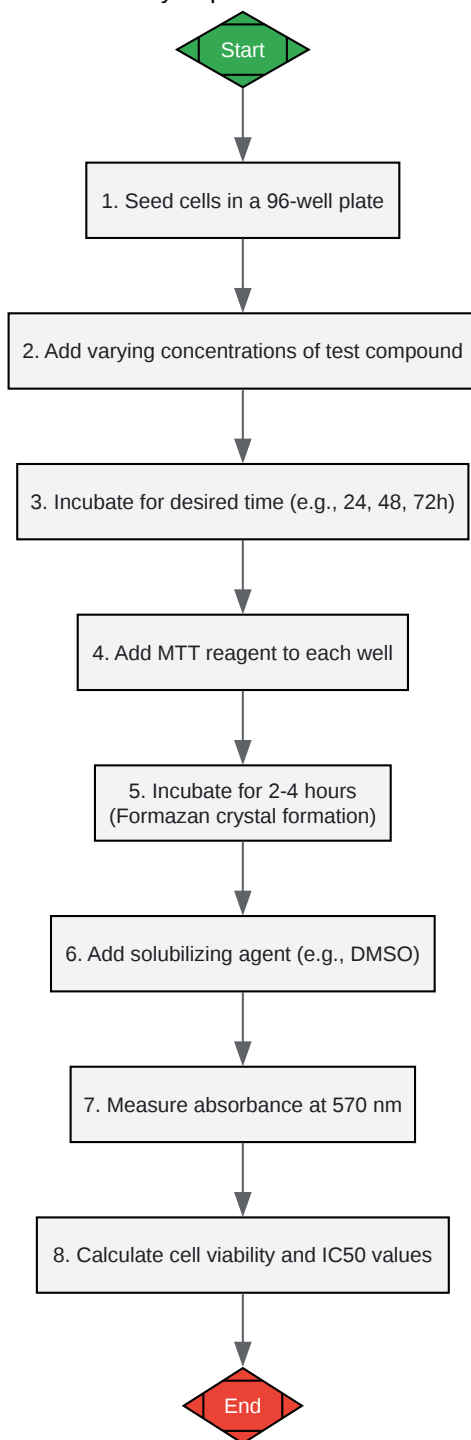 Start
1. Seed cells in a 96-well plate
2. Add varying concentrations of test compound
3. Incubate for desired time (e.g., 24, 48, 72h)
4. Add MTT reagent to each well
5. Incubate for 2-4 hours
(Formazan crystal formation)
6. Add solubilizing agent (e.g., DMSO)
7. Measure absorbance at 570 nm
8. Calculate cell viability and IC50 values
End